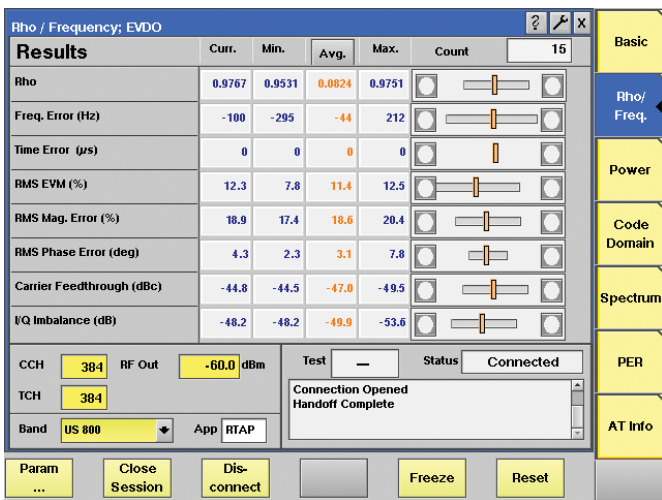 Rho / Frequency; EVDO ? x
Results Curr. Min. Avg. Max. Count 15
Rho 0.9767 0.9531 0.0824 0.9751
Freq. Error (Hz) -100 -295 -44 212
Time Error (µs) 0 0 0 0
RMS EVM (%) 12.3 7.8 11.4 12.5
RMS Mag. Error (%) 18.9 17.4 18.6 20.4
RMS Phase Error (deg) 4.3 2.3 3.1 7.8
Carrier Feedthrough (dBc) -44.8 -44.5 -47.0 -49.5
I/Q Imbalance (dB) -48.2 -48.2 -49.9 -53.6
CCH 384 RF Out -60.0 dBm Test — Status Connected
TCH 384
Connection Opened
Handoff Complete
Band US 800 App RTAP
Basic
Rho/
Freq.
Power
Code
Domain
Spectrum
PER
AT Info
Param
...
Close
Session
Dis-
connect
Freeze
Reset